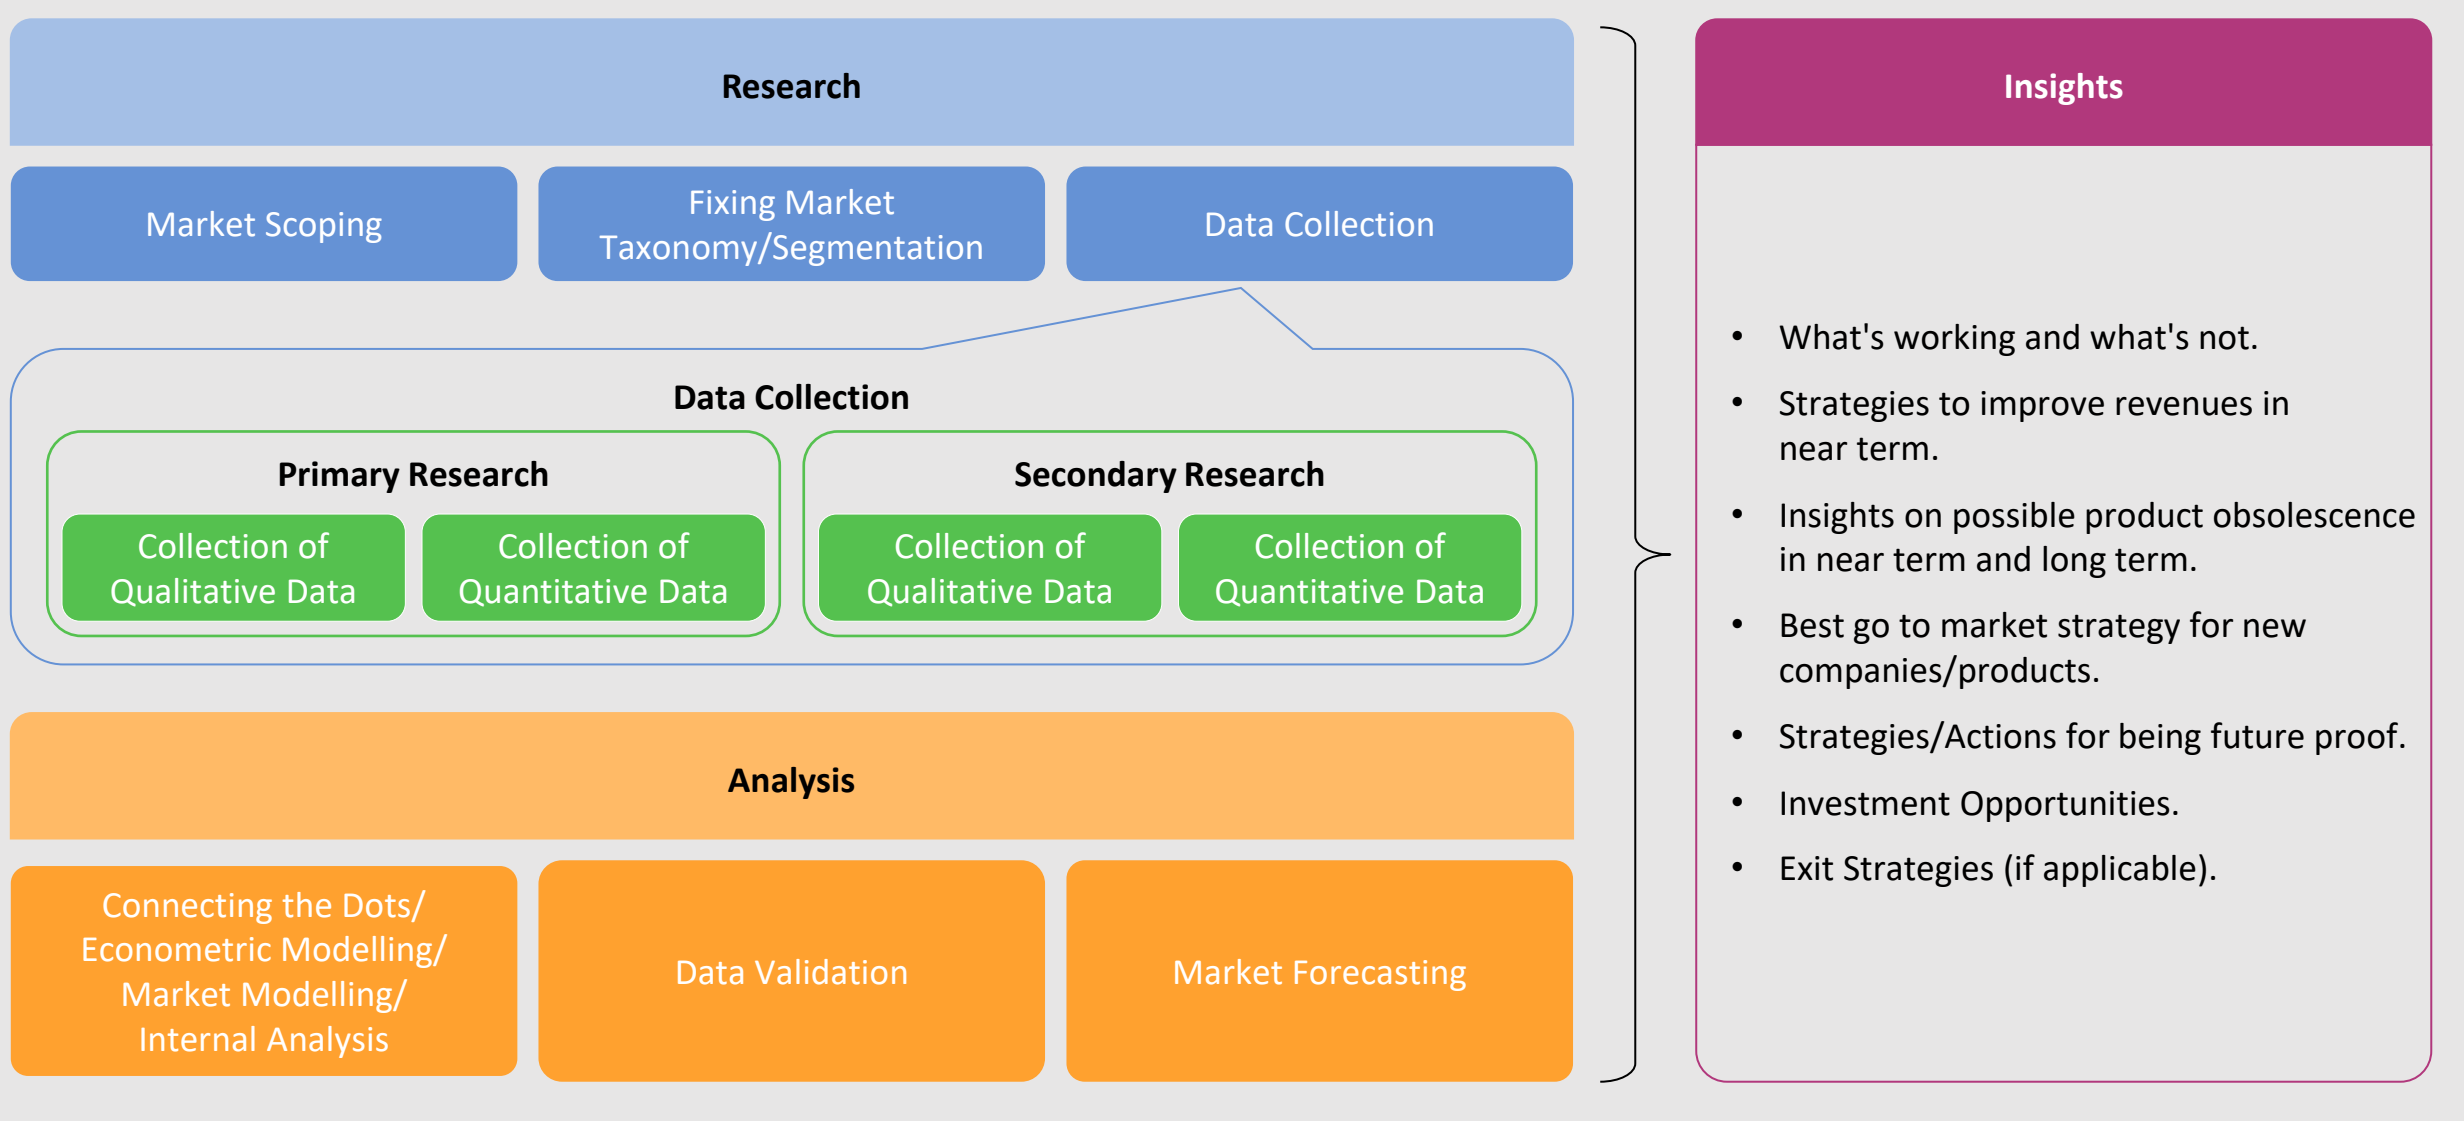 Research
Market Scoping
Fixing Market
Taxonomy/Segmentation
Data Collection
Data Collection
Primary Research
Collection of
Qualitative Data
Collection of
Quantitative Data
Secondary Research
Collection of
Qualitative Data
Collection of
Quantitative Data
Analysis
Connecting the Dots/
Econometric Modelling/
Market Modelling/
Internal Analysis
Data Validation
Market Forecasting
Insights
• What's working and what's not.
• Strategies to improve revenues in
near term.
• Insights on possible product obsolescence
in near term and long term.
• Best go to market strategy for new
companies/products.
• Strategies/Actions for being future proof.
• Investment Opportunities.
• Exit Strategies (if applicable).